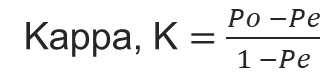 Kappa, K = Po –Pe
1 –Pe